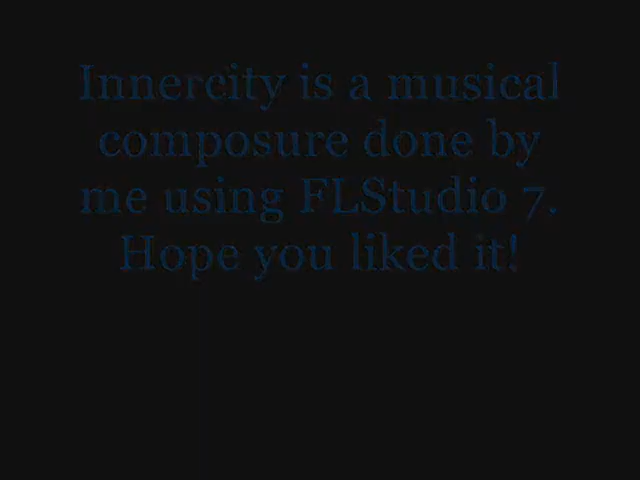 Innercity is a musical
composure done by
me using FLStudio 7.
Hope you liked it!